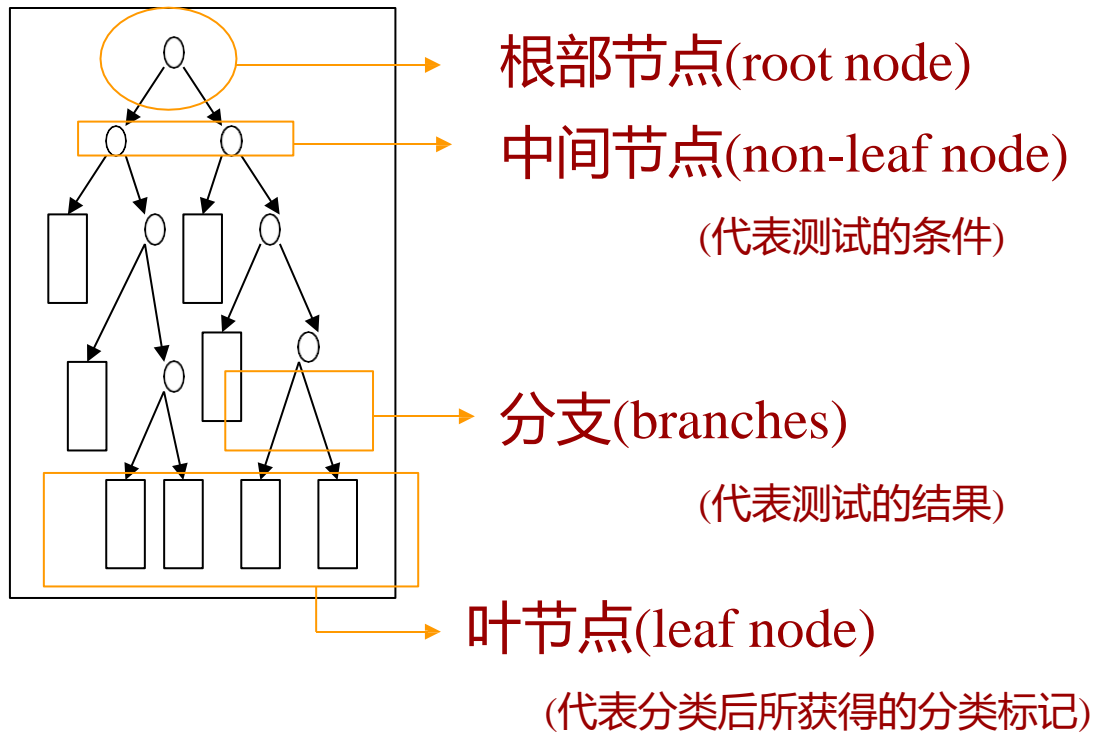 根部节点(root node)
中间节点(non-leaf node)
(代表测试的条件)
分支(branches)
(代表测试的结果)
叶节点(leaf node)
(代表分类后所获得的分类标记)